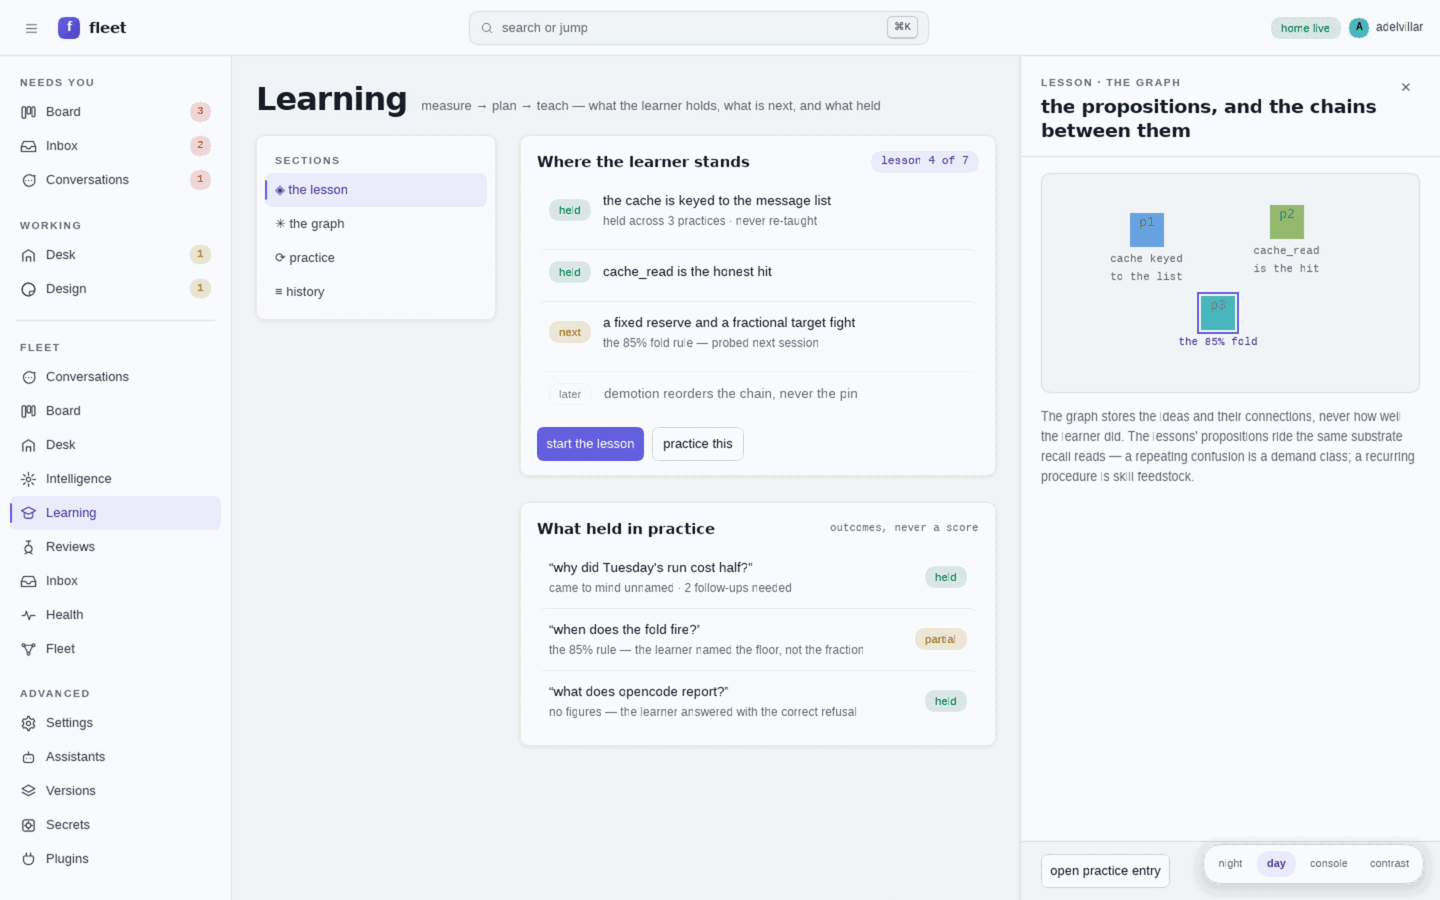 f fleet
search or jump
⌘K
home live
A adelvillar
NEEDS YOU
Board 3
Inbox 2
Conversations 1
WORKING
Desk 1
Design 1
FLEET
Conversations
Board
Desk
Intelligence
Learning
Reviews
Inbox
Health
Fleet
ADVANCED
Settings
Assistants
Versions
Secrets
Plugins
Learning
measure → plan → teach — what the learner holds, what is next, and what held
SECTIONS
◈ the lesson
✳ the graph
⟳ practice
≡ history
Where the learner stands
lesson 4 of 7
held
the cache is keyed to the message list
held across 3 practices · never re-taught
held
cache_read is the honest hit
next
a fixed reserve and a fractional target fight
the 85% fold rule — probed next session
later
demotion reorders the chain, never the pin
start the lesson
practice this
What held in practice
outcomes, never a score
“why did Tuesday's run cost half?”
came to mind unnamed · 2 follow-ups needed
held
“when does the fold fire?”
the 85% rule — the learner named the floor, not the fraction
partial
“what does opencode report?”
no figures — the learner answered with the correct refusal
held
LESSON · THE GRAPH
×
the propositions, and the chains
between them
p1
cache keyed
to the list
p2
cache_read
is the hit
p3
the 85% fold
The graph stores the ideas and their connections, never how well
the learner did. The lessons' propositions ride the same substrate
recall reads — a repeating confusion is a demand class; a recurring
procedure is skill feedstock.
open practice entry
night
day
console
contrast